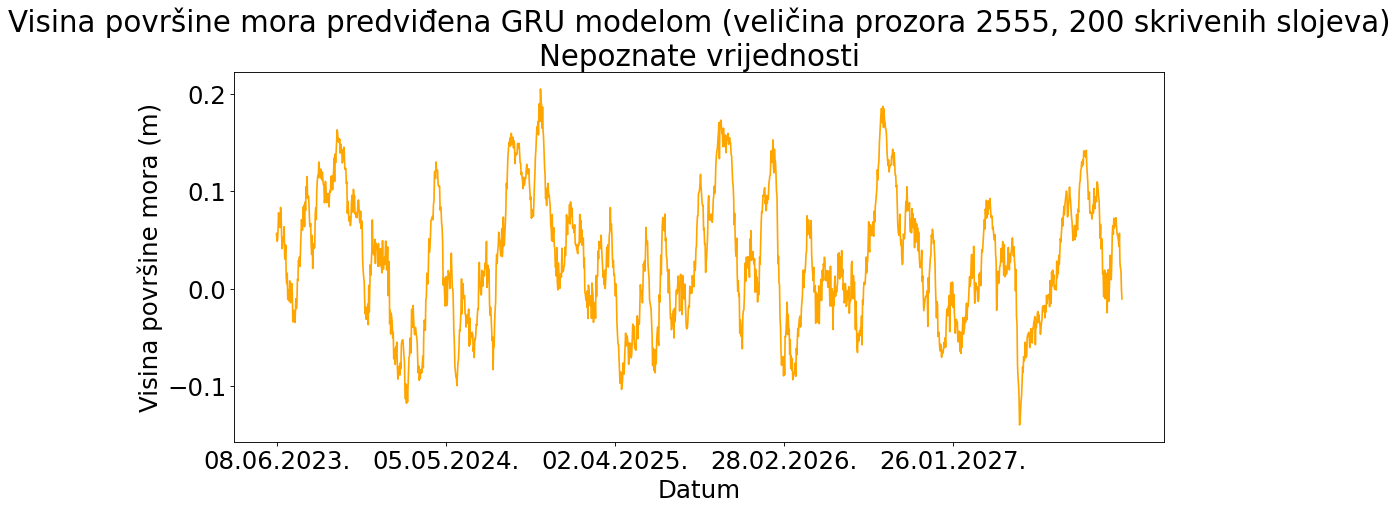 Visina površine mora predviđena GRU modelom (veličina prozora 2555, 200 skrivenih slojeva)
Nepoznate vrijednosti
Visina površine mora (m)
0.2
0.1
0.0
−0.1
08.06.2023. 05.05.2024. 02.04.2025. 28.02.2026. 26.01.2027.
Datum